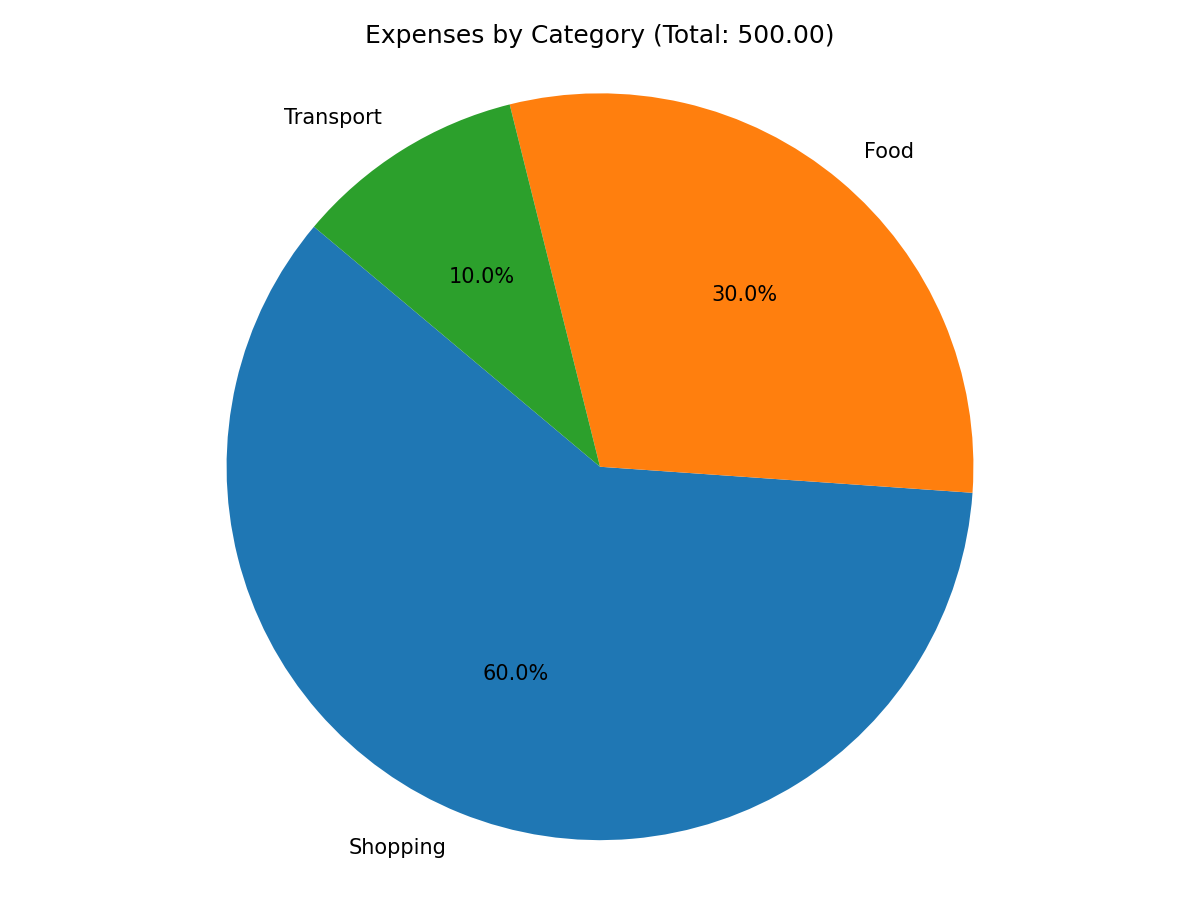 Expenses by Category (Total: 500.00)
Transport
Food
10.0%
30.0%
60.0%
Shopping